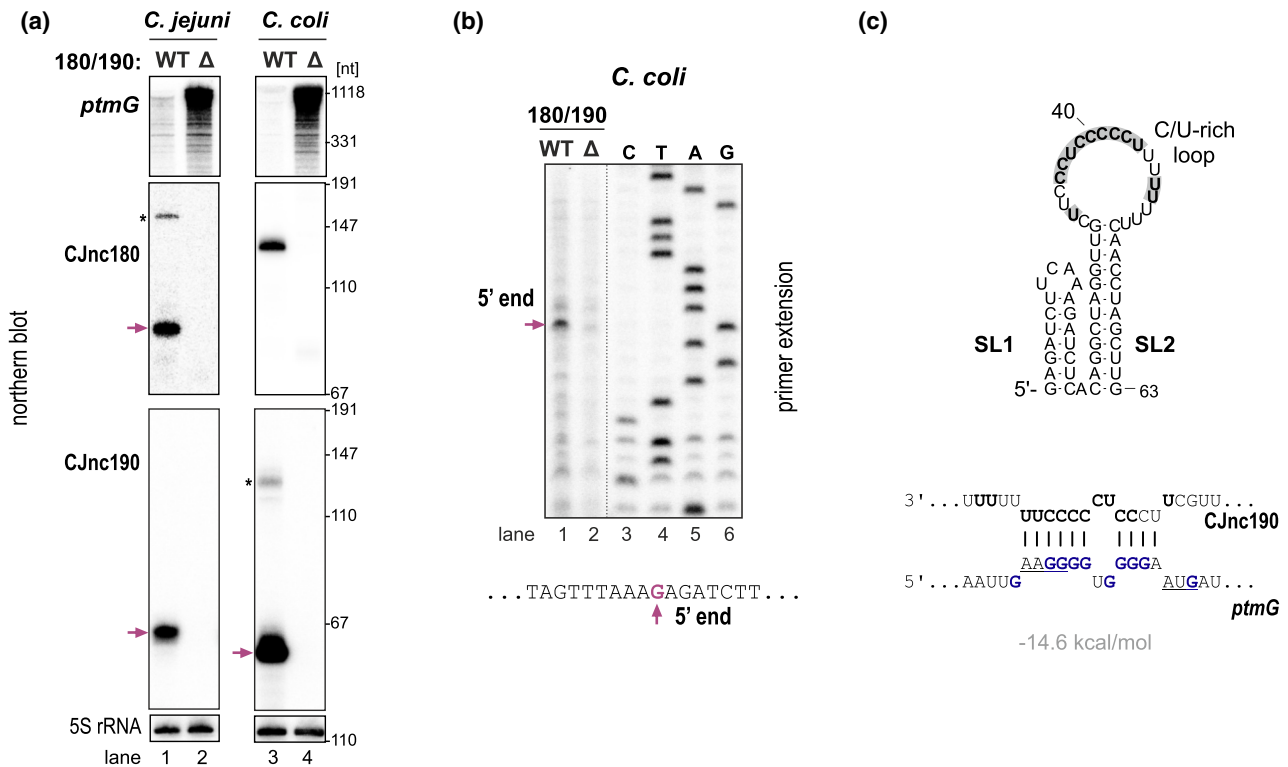 (a)
C. jejuni C. coli
180/190: WT Δ WT Δ
[nt]
ptmG
1118
331
191
147
CJnc180
110
67
191
147
CJnc190
110
67
5S rRNA
110
lane 1 2 3 4
northern blot
*
*
(b)
C. coli
180/190
WT Δ C T A G
5' end
primer extension
lane 1 2 3 4 5 6
...TAGTTTAAAGAGATCTT...
5' end
(c)
40
C/U-rich
loop
SL1 SL2
5'- G CAC G 63
3'...UUUUU CU UCGUU...
UUCCCC CCCU
CJnc190
AAGGGG GGGA
5'...AAUUG UG AUGAU...
ptmG
-14.6 kcal/mol